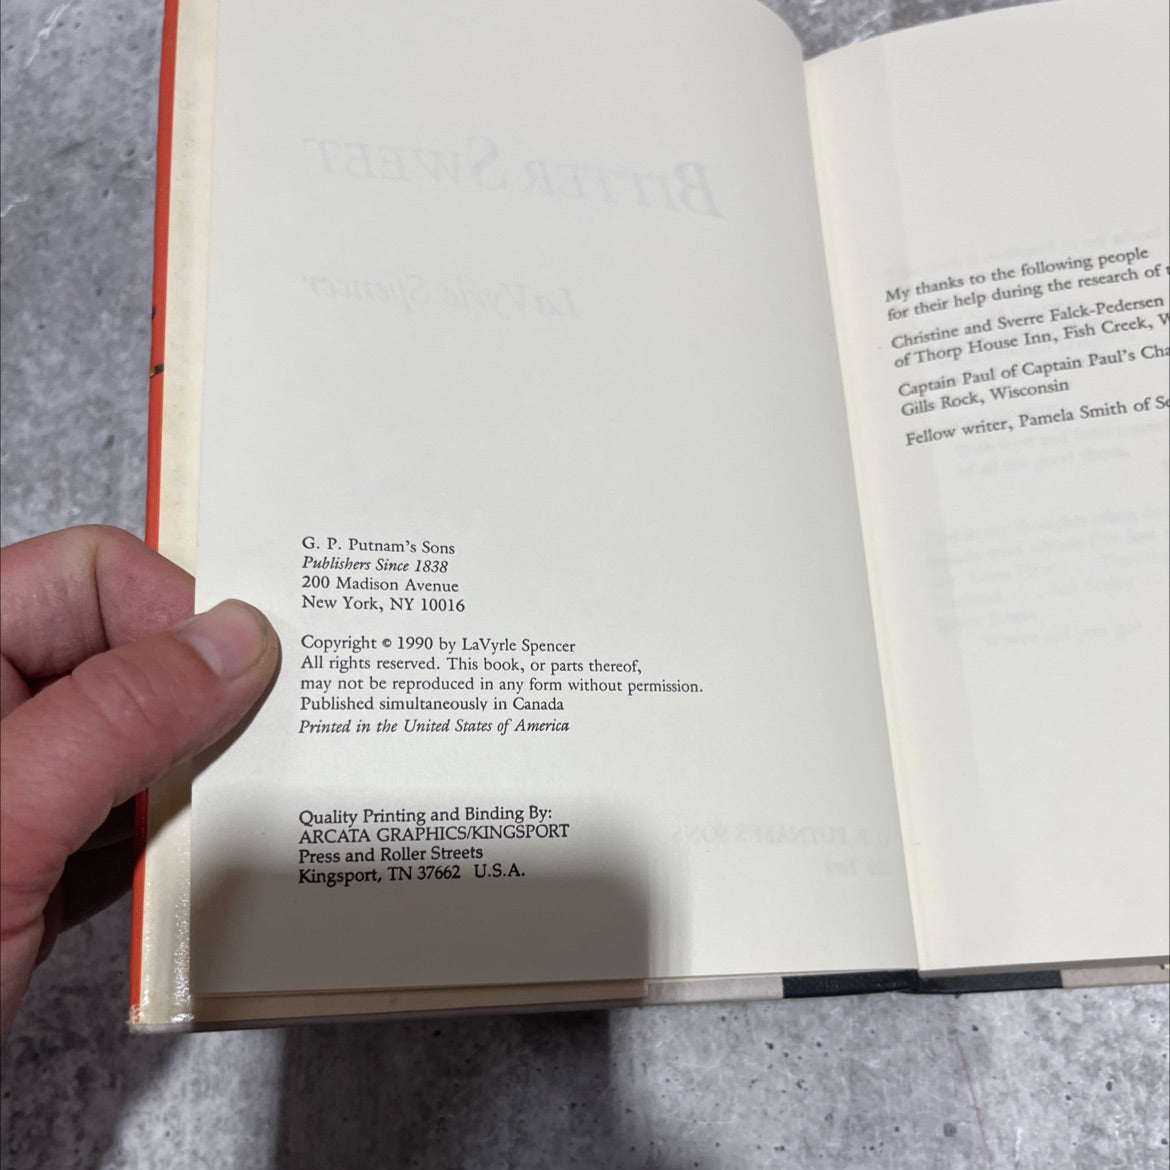 BITTER SWEET
LaVyrle Spencer
G. P. Putnam's Sons
Publishers Since 1838
200 Madison Avenue
New York, NY 10016
Copyright © 1990 by LaVyrle Spencer
All rights reserved. This book, or parts thereof,
may not be reproduced in any form without permission.
Published simultaneously in Canada
Printed in the United States of America
Quality Printing and Binding By:
ARCATA GRAPHICS/KINGSPORT
Press and Roller Streets
Kingsport, TN 37662 U.S.A.
My thanks to the following people
for their help during the research of
Christine and Sverre Falck-Pedersen
of Thorp House Inn, Fish Creek,
Captain Paul of Captain Paul's
Gills Rock, Wisconsin
Fellow writer, Pamela Smith of